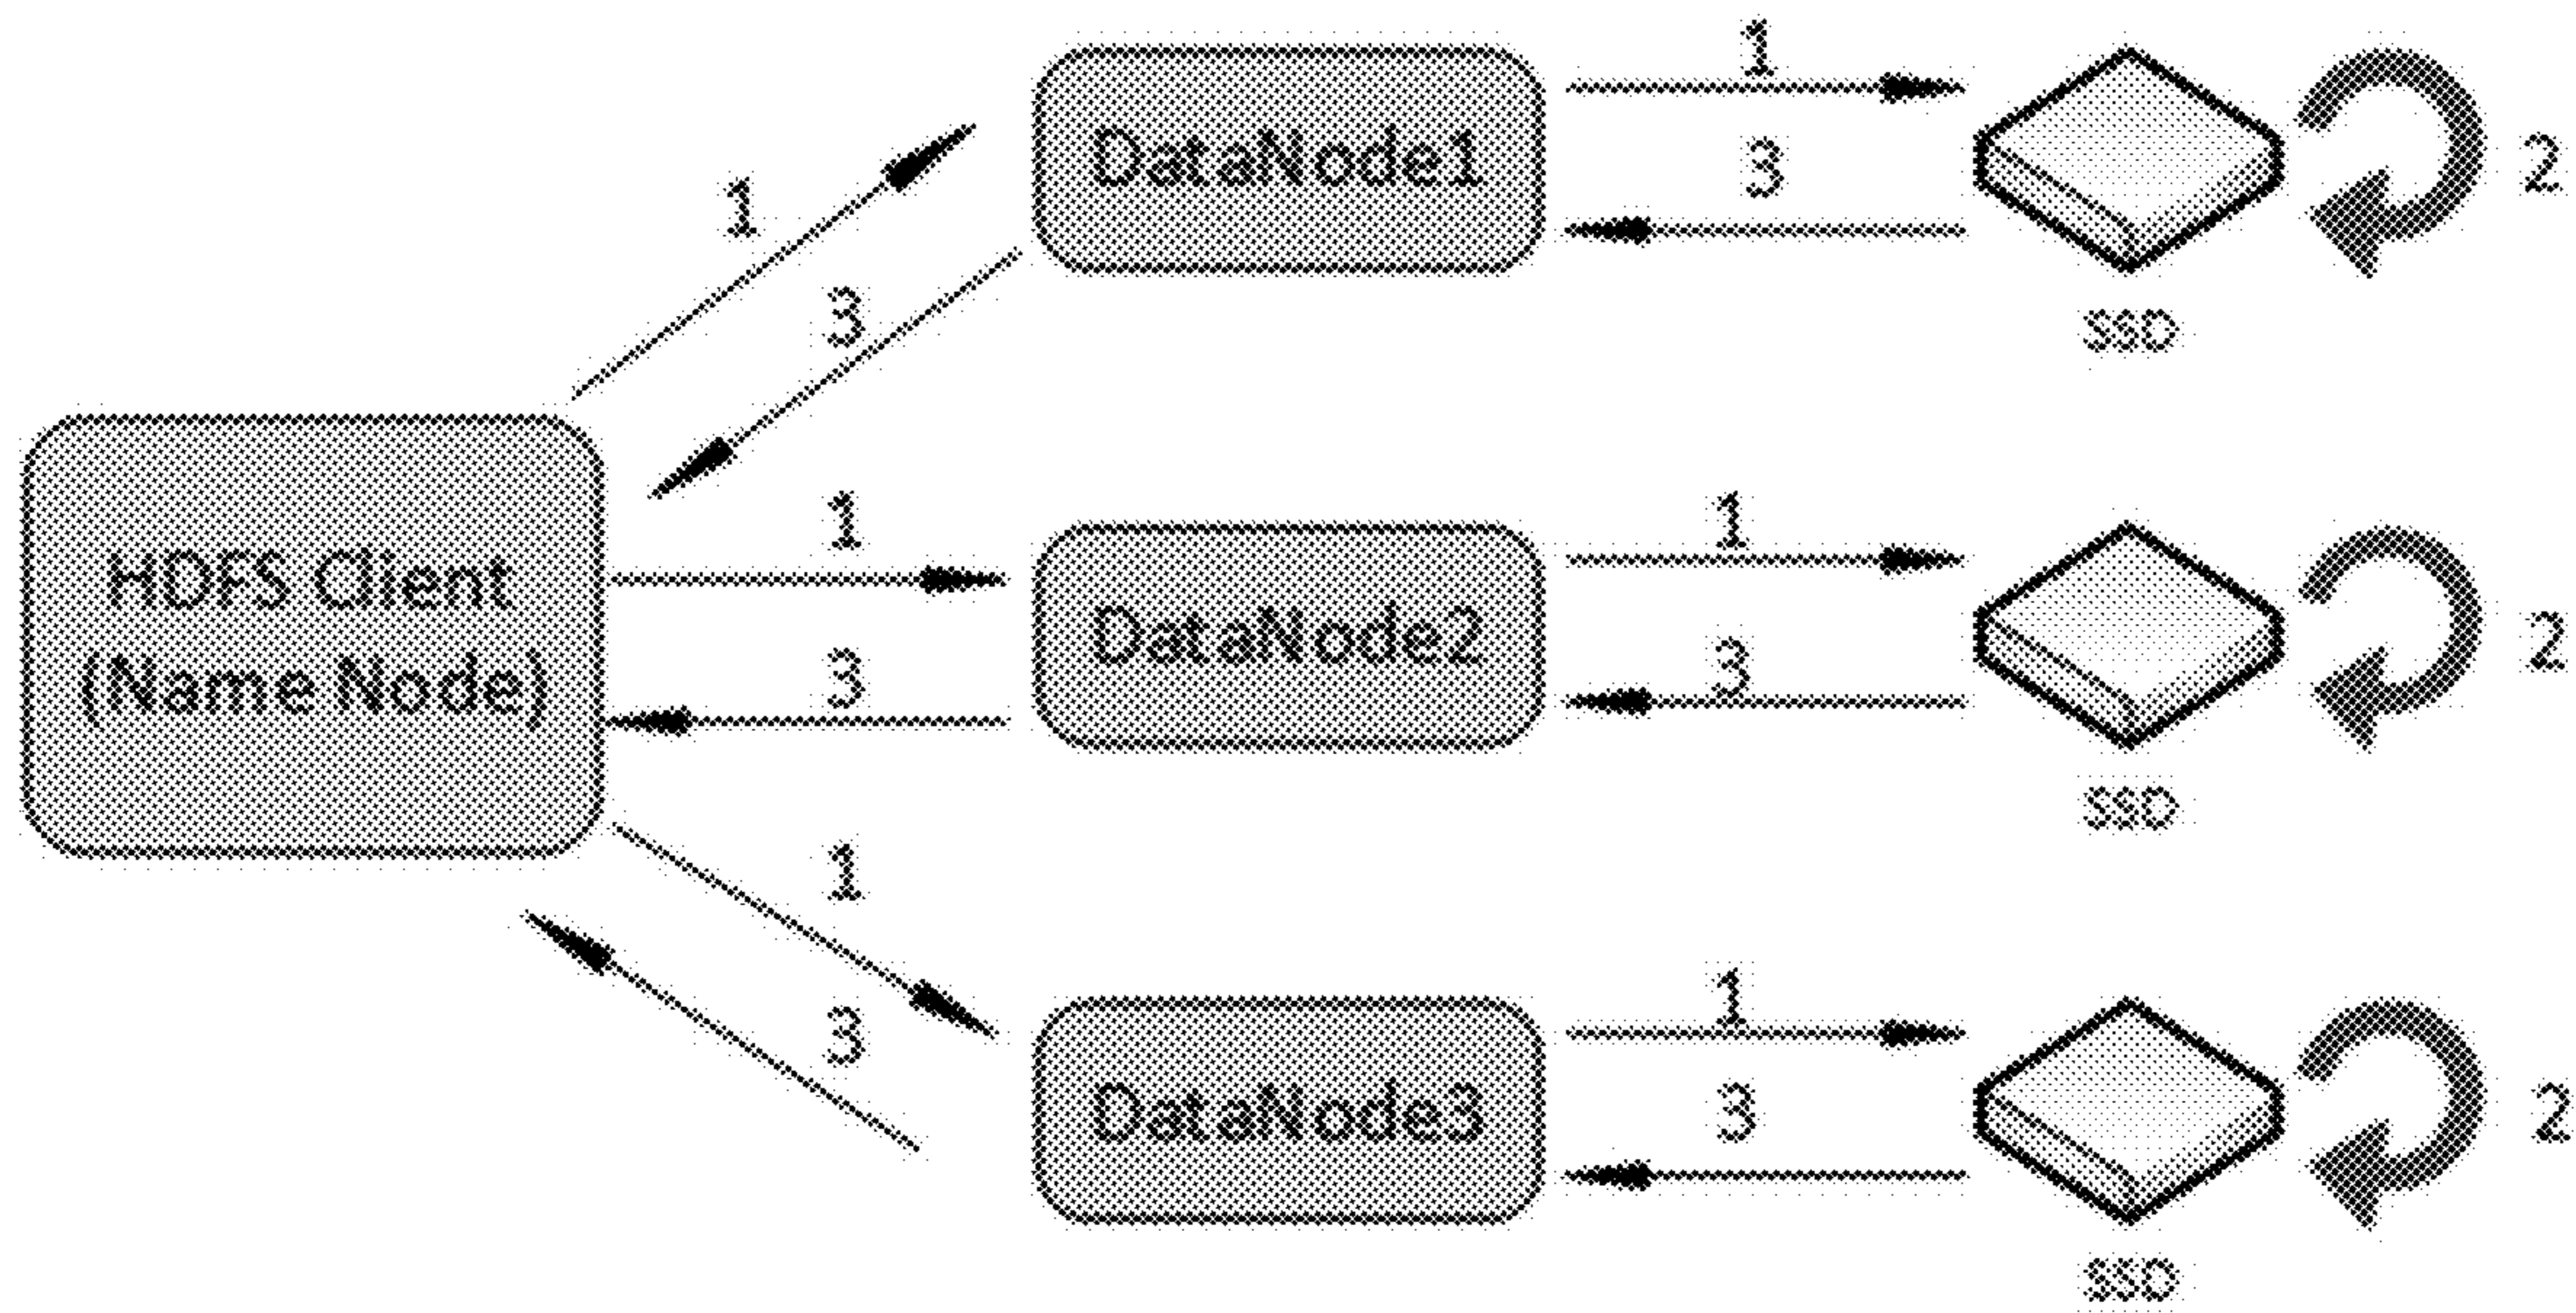 1
DataNode1
1
3
2
SSD
1
3
HDFS Client
(Name Node)
1
3
DataNode2
1
3
2
SSD
1
3
DataNode3
1
3
2
SSD